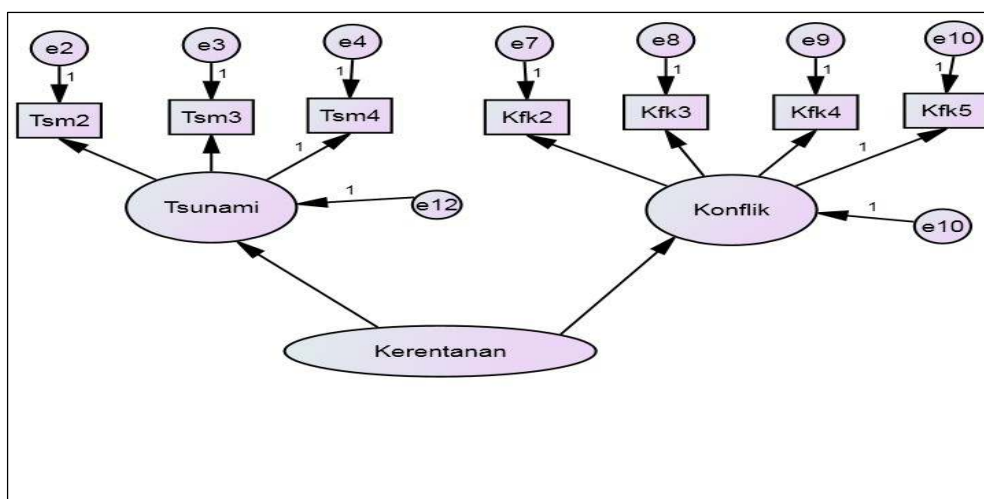 e2 e3 e4 e7 e8 e9 e10
1 1 1 1 1 1 1
Tsm2 Tsm3 Tsm4 Kfk2 Kfk3 Kfk4 Kfk5
1 1
Tsunami 1 e12 Konflik 1 e10
Kerentanan